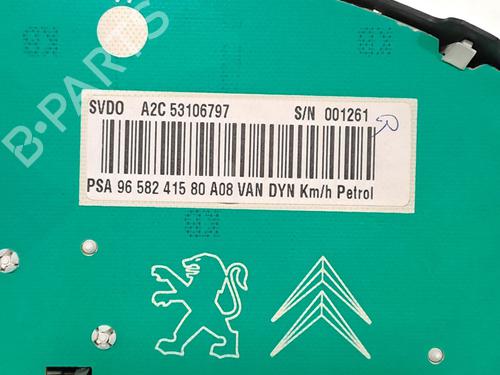 SVDO A2C 53106797 S/N 001261
PSA 96 582 415 80 A08 VAN DYN Km/h Petrol
B-PARTS